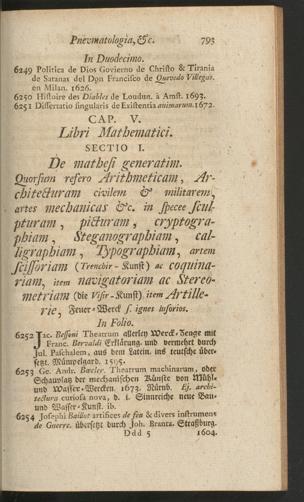 Pnevmatologia, &c. 793
In Duodecimo.
6249 Politica de Dios Govierno de Christo & Tirania
de Satanas del Don Francisco de Quevedo Villegas.
en Milan. 1626.
6250 Histoire des Diables de Loudun. à Amst. 1693.
6251 Dissertatio singularis de Existentia animarum. 1672.
CAP. V.
Libri Mathematici.
SECTIO I.
De mathesi generatim.
Quorsum refero Arithmeticam, Ar-
chitecturam civilem & militarem,
artes mechanicas &c. in specee scul-
pturam, picturam, cryptogra-
phiam, Steganographiam, cal-
ligraphiam, Typographiam, artem
scissoriam (Trenchir-Kunst) ac coquina-
riam, item navigatoriam ac Stereo-
metriam (die Visir-Kunst) item Artille-
rie, Feuer-Werck s. ignes lusorios.
In Folio.
6252 Jac. Bessoni Theatrum allerley Werck-Zeuge mit
Franc. Beroaldi Erklärung, und vermehrt durch
Jul. Paschalem, aus dem Latein. ins teutsche über-
setzt. Mümpelgard. 1595.
6253 Ge. Andr. Bœcler. Theatrum machinarum, oder
Schauplatz der mechanischen Künste von Mühl-
und Wasser-Wercken. 1673. Nürnb. Ej. archi-
tectura curiosa nova, d. i. Sinnreiche neue Bau-
und Wasser-Kunst. ib.
6254 Josephi Boillot artifices de feu & divers instrumens
de Guerre. übersetzt durch Joh. Brantz. Straßburg.
Ddd 5 1604.